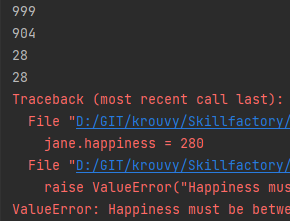 999
904
28
28
Traceback (most recent call last):
File "D:/GIT/krouvy/Skillfactory/
jane.happiness = 280
File "D:/GIT/krouvy/Skillfactory/
raise ValueError("Happiness mus
ValueError: Happiness must be betwe